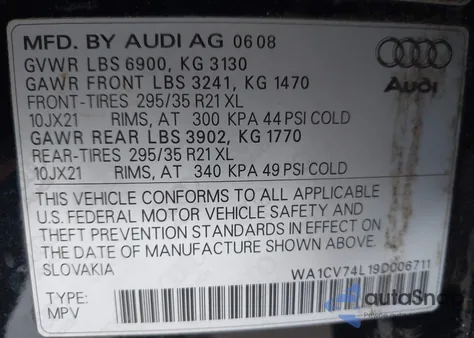 MFD. BY AUDI AG 06 08
GVWR LBS 6900, KG 3130
GAWR FRONT LBS 3241, KG 1470
FRONT-TIRES 295/35 R21 XL
10JX21 RIMS, AT 300 KPA 44 PSI COLD
GAWR REAR LBS 3902, KG 1770
REAR-TIRES 295/35 R21 XL
10JX21 RIMS, AT 340 KPA 49 PSI COLD
THIS VEHICLE CONFORMS TO ALL APPLICABLE
U.S. FEDERAL MOTOR VEHICLE SAFETY AND
THEFT PREVENTION STANDARDS IN EFFECT ON
THE DATE OF MANUFACTURE SHOWN ABOVE.
SLOVAKIA
WA1CV74L19D006711
TYPE:
MPV
Audi